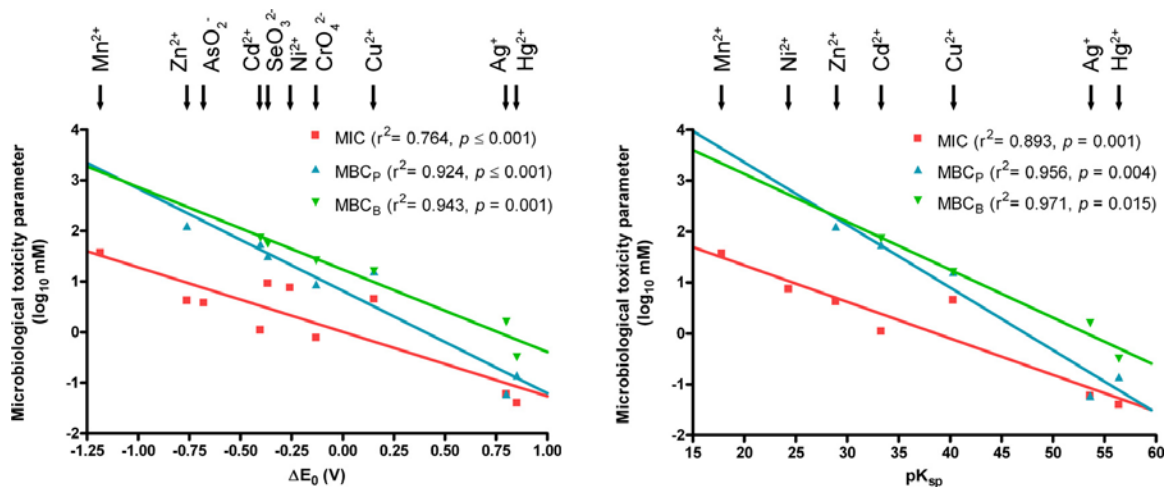 Mn²⁺ Zn²⁺ AsO₂⁻ Cd²⁺ SeO₃²⁻ Ni²⁺ CrO₄²⁻ Cu²⁺ Ag⁺ Hg²⁺
MIC (r²= 0.764, p ≤ 0.001)
MBC_P (r²= 0.924, p ≤ 0.001)
MBC_B (r²= 0.943, p = 0.001)
Microbiological toxicity parameter
(log₁₀ mM)
4
3
2
1
0
-1
-2
-1.25 -1.00 -0.75 -0.50 -0.25 0.00 0.25 0.50 0.75 1.00
ΔE₀ (V)
Mn²⁺ Ni²⁺ Zn²⁺ Cd²⁺ Cu²⁺ Ag⁺ Hg²⁺
MIC (r²= 0.893, p = 0.001)
MBC_P (r²= 0.956, p = 0.004)
MBC_B (r²= 0.971, p = 0.015)
Microbiological toxicity parameter
(log₁₀ mM)
4
3
2
1
0
-1
-2
15 20 25 30 35 40 45 50 55 60
pK_sp